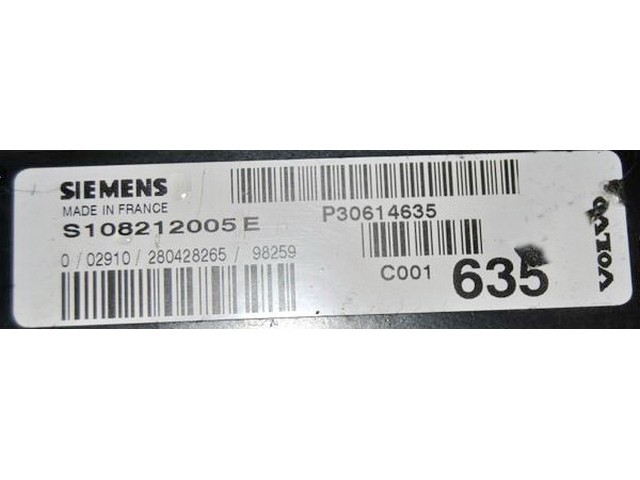 SIEMENS
MADE IN FRANCE
S108212005 E
0 / 02910 / 280428265 / 98259
P30614635
C001
635
VOLVO